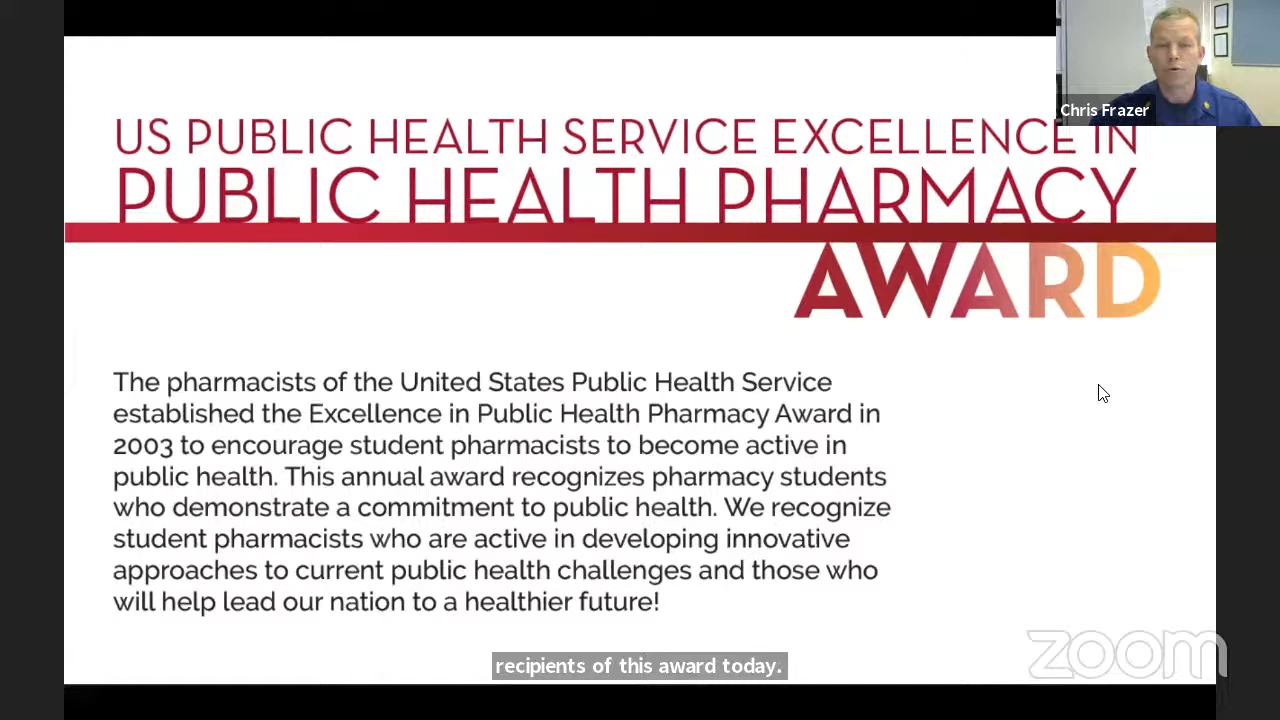 Chris Frazer
US PUBLIC HEALTH SERVICE EXCELLENCE IN
PUBLIC HEALTH PHARMACY
AWARD
The pharmacists of the United States Public Health Service
established the Excellence in Public Health Pharmacy Award in
2003 to encourage student pharmacists to become active in
public health. This annual award recognizes pharmacy students
who demonstrate a commitment to public health. We recognize
student pharmacists who are active in developing innovative
approaches to current public health challenges and those who
will help lead our nation to a healthier future!
recipients of this award today.
zoom